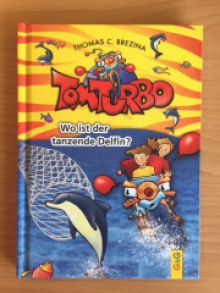 THOMAS C. BREZINA
TOM TURBO
Wo ist der
tanzende Delfin?
G&G